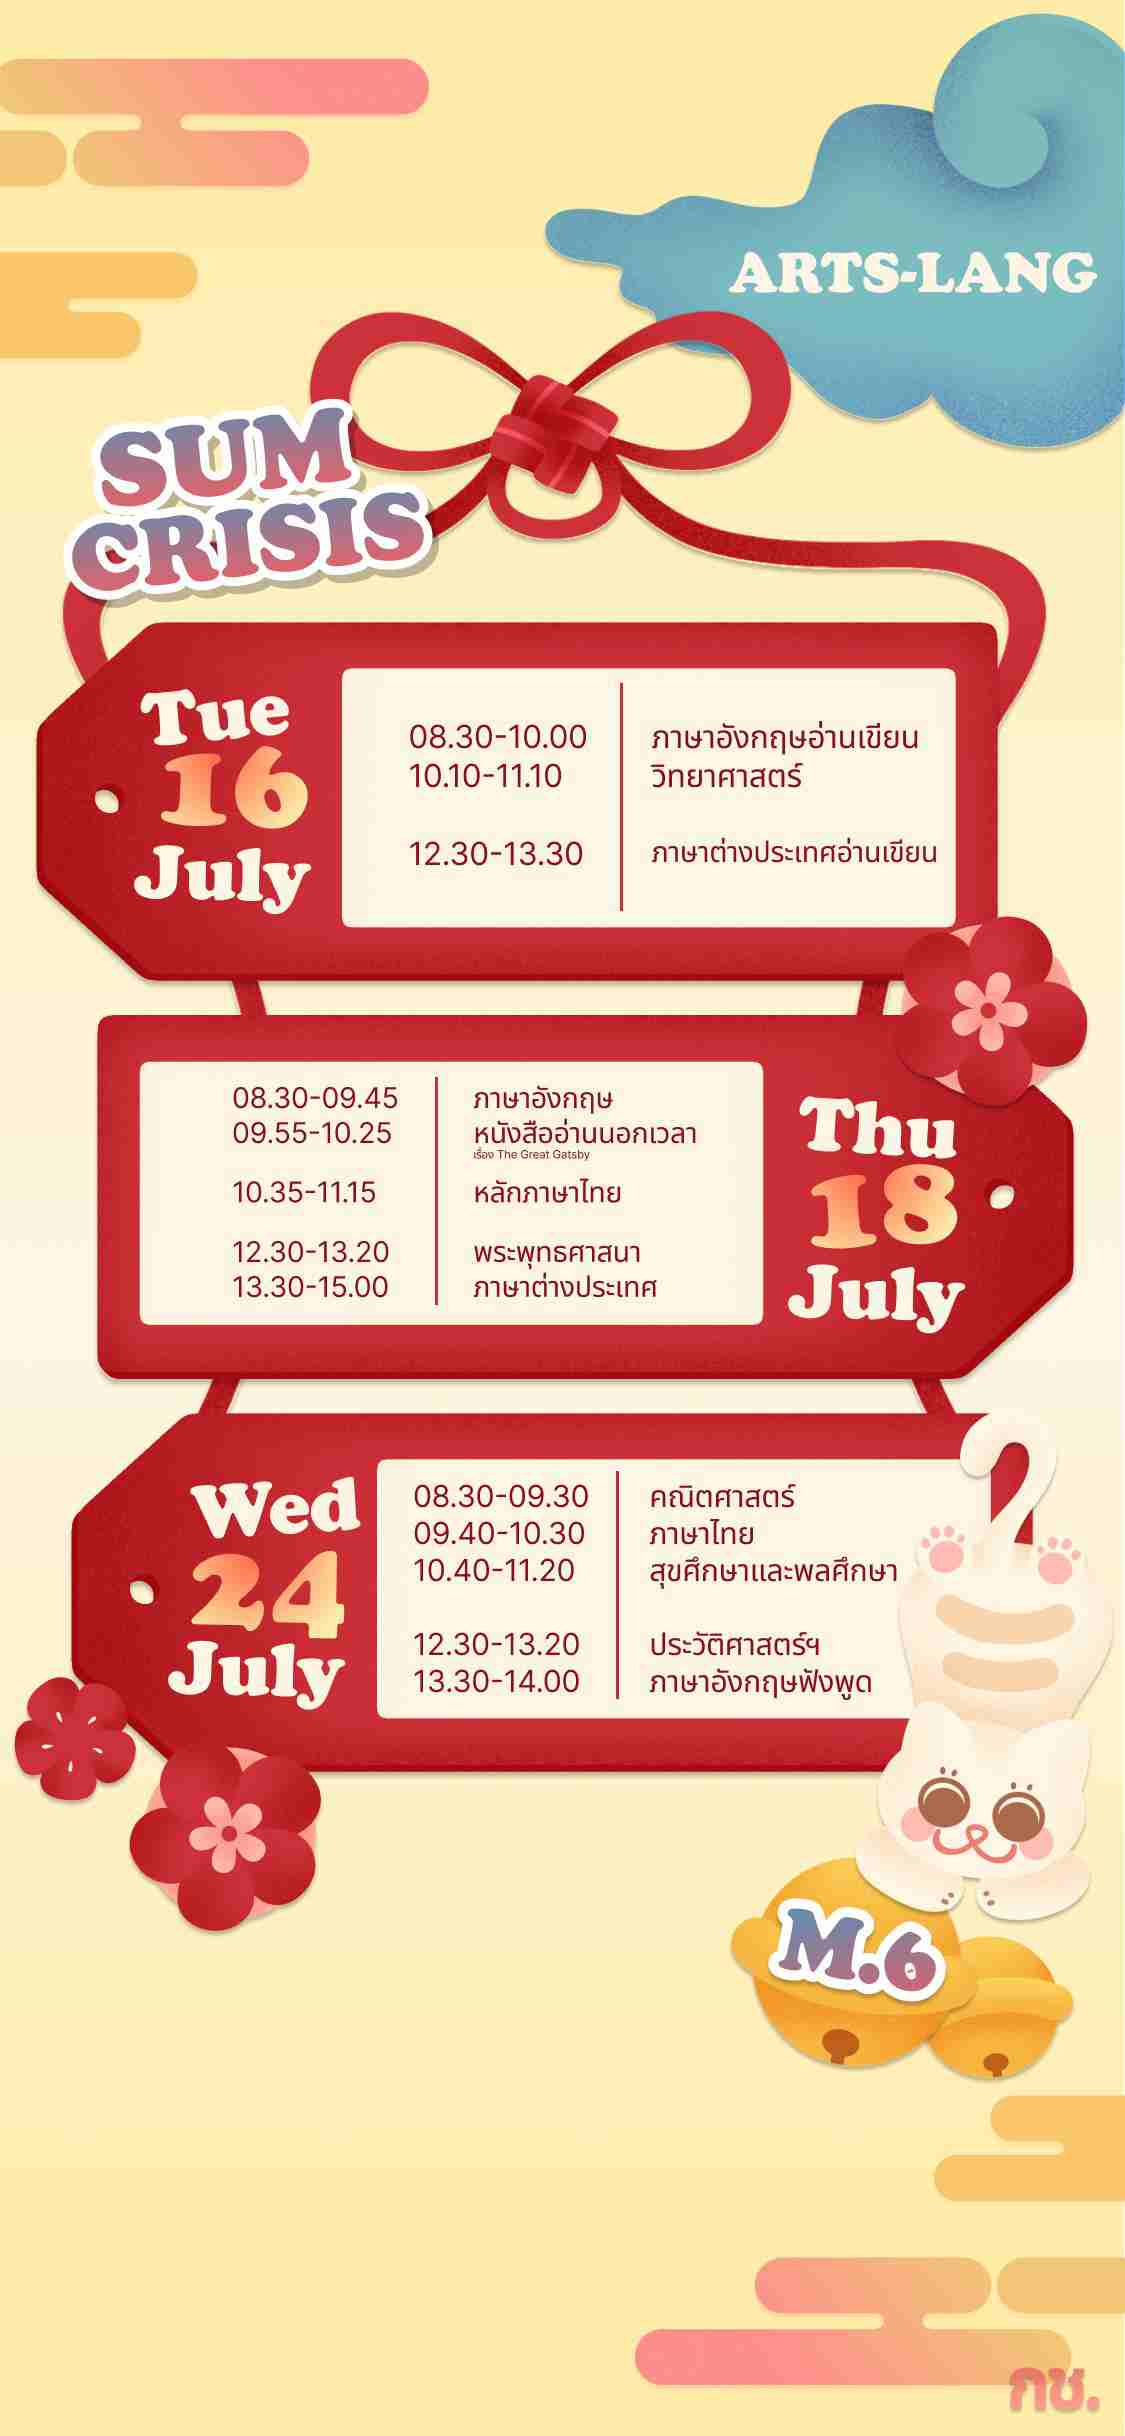 ARTS-LANG
SUM
CRISIS
Tue
16
July
08.30-10.00 ภาษาอังกฤษอ่านเขียน
10.10-11.10 วิทยาศาสตร์
12.30-13.30 ภาษาต่างประเทศอ่านเขียน
08.30-09.45 ภาษาอังกฤษ
09.55-10.25 หนังสืออ่านนอกเวลา
เรื่อง The Great Gatsby
10.35-11.15 หลักภาษาไทย
12.30-13.20 พระพุทธศาสนา
13.30-15.00 ภาษาต่างประเทศ
Thu
18
July
Wed
24
July
08.30-09.30 คณิตศาสตร์
09.40-10.30 ภาษาไทย
10.40-11.20 สุขศึกษาและพลศึกษา
12.30-13.20 ประวัติศาสตร์ฯ
13.30-14.00 ภาษาอังกฤษฟังพูด
M.6
กช.